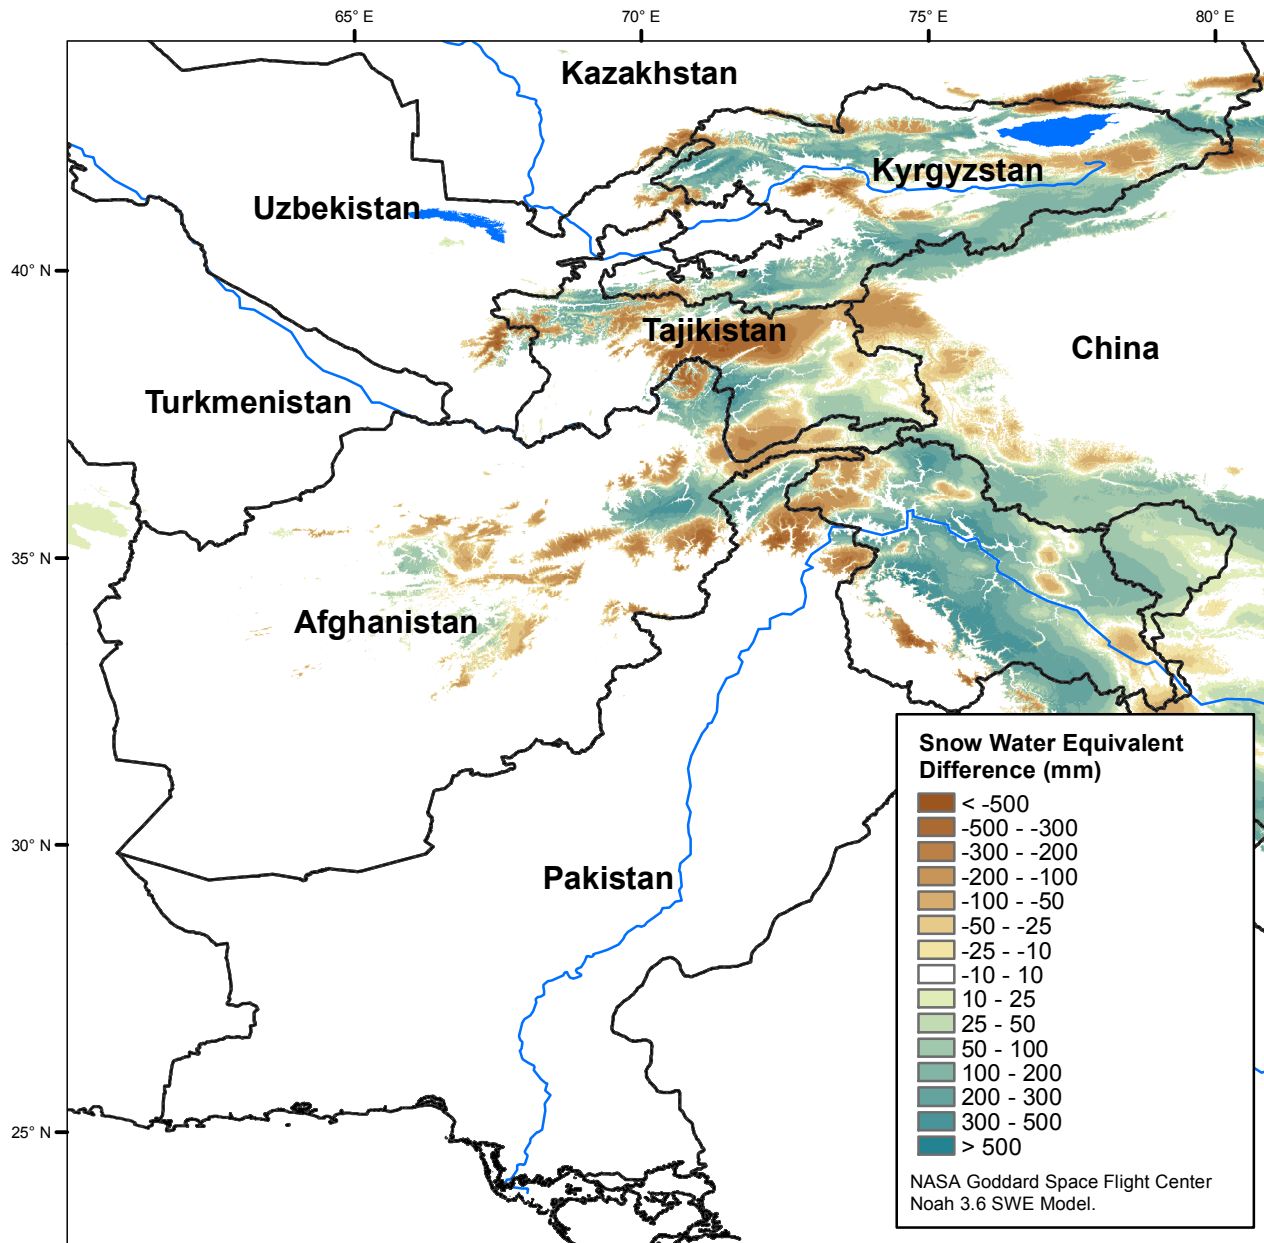 65° E
70° E
75° E
80° E
Kazakhstan
Kyrgyzstan
Uzbekistan
40° N
Tajikistan
China
Turkmenistan
35° N
Afghanistan
Snow Water Equivalent
Difference (mm)
< -500
-500 - -300
-300 - -200
-200 - -100
-100 - -50
-50 - -25
-25 - -10
-10 - 10
10 - 25
25 - 50
50 - 100
100 - 200
200 - 300
300 - 500
> 500
30° N
Pakistan
25° N
NASA Goddard Space Flight Center
Noah 3.6 SWE Model.